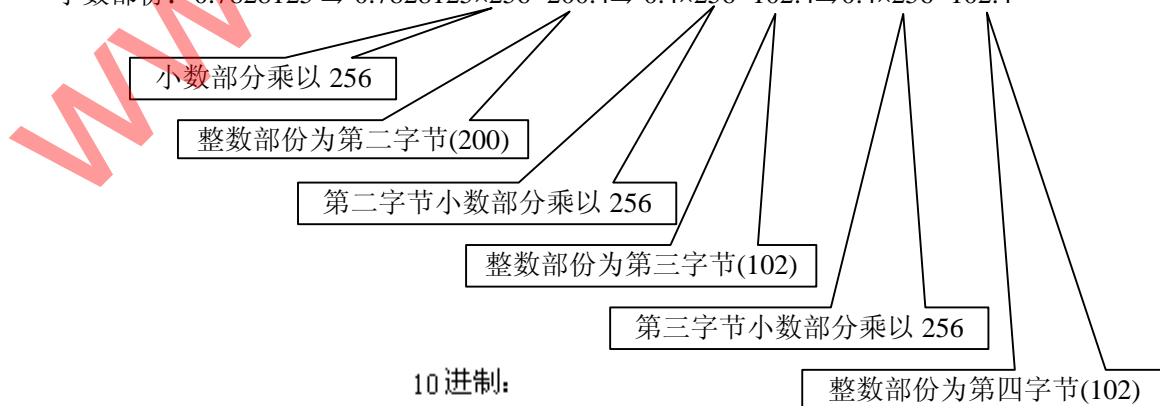 小数部分乘以 256
整数部份为第二字节(200)
第二字节小数部分乘以 256
整数部份为第三字节(102)
第三字节小数部分乘以 256
10进制:
整数部份为第四字节(102)